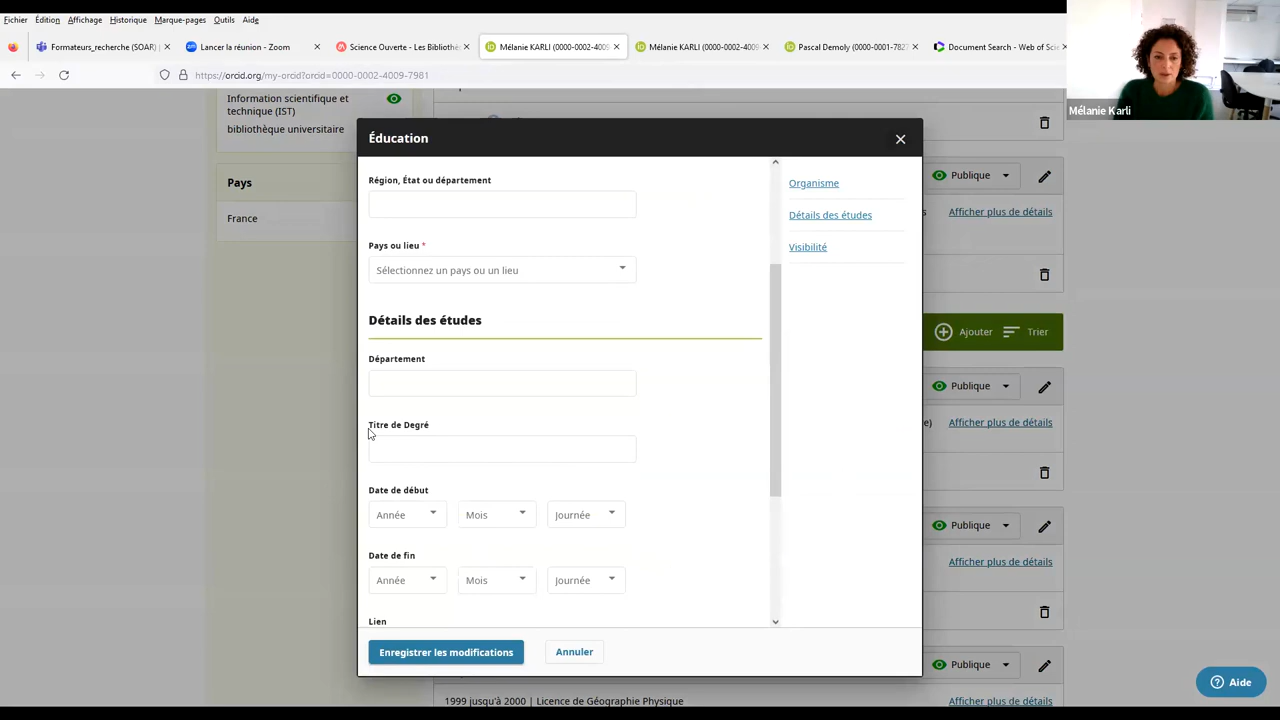 Fichier Édition Affichage Historique Marque-pages Outils Aide
Formateurs_recherche (SOAR) Lancer la réunion - Zoom Science Ouverte - Les Bibliothè Mélanie KARLI (0000-0002-4009 Mélanie KARLI (0000-0002-4009 Pascal Demoly (0000-0001-7827 Document Search - Web of Scie
https://orcid.org/my-orcid?orcid=0000-0002-4009-7981
Mélanie Karli
Information scientifique et
technique (IST)
bibliothèque universitaire
Pays
France
Éducation
Région, État ou département
Pays ou lieu *
Sélectionnez un pays ou un lieu
Détails des études
Département
Titre de Degré
Date de début
Année Mois Journée
Date de fin
Année Mois Journée
Lien
Enregistrer les modifications Annuler
Organisme
Détails des études
Visibilité
Publique
Afficher plus de détails
Ajouter Trier
Publique
Afficher plus de détails
Publique
Afficher plus de détails
Publique
1999 jusqu'à 2000 | Licence de Géographie Physique Afficher plus de détails
Aide